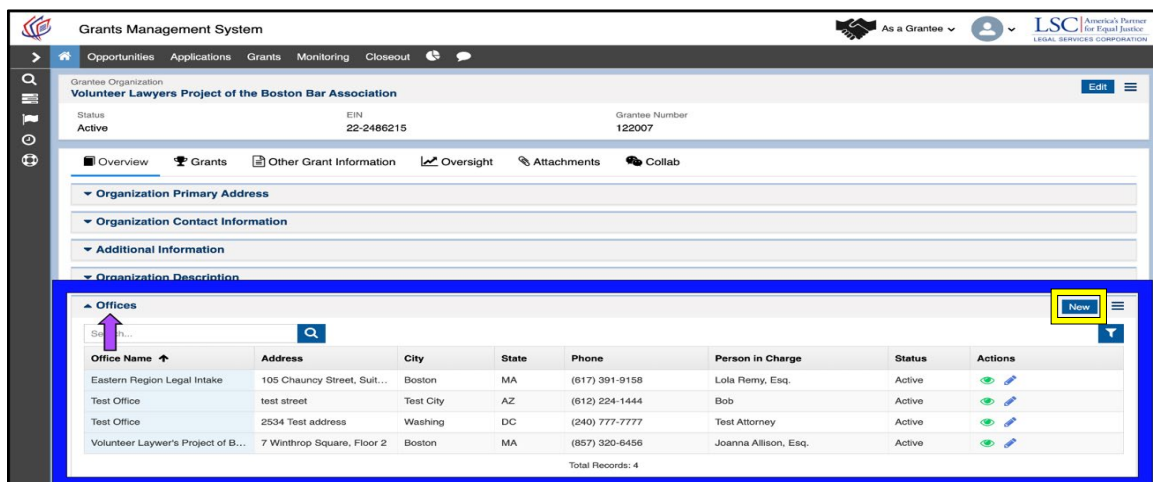 Grants Management System
As a Grantee
LSC America's Partner for Equal Justice
LEGAL SERVICES CORPORATION
Opportunities Applications Grants Monitoring Closeout
Grantee Organization
Volunteer Lawyers Project of the Boston Bar Association
Edit
Status EIN Grantee Number
Active 22-2486215 122007
Overview Grants Other Grant Information Oversight Attachments Collab
Organization Primary Address
Organization Contact Information
Additional Information
Organization Description
Offices
New
Office Name Address City State Phone Person in Charge Status Actions
Eastern Region Legal Intake 105 Chauncy Street, Suit... Boston MA (617) 391-9158 Lola Remy, Esq. Active
Test Office test street Test City AZ (612) 224-1444 Bob Active
Test Office 2534 Test address Washing DC (240) 777-7777 Test Attorney Active
Volunteer Laywer's Project of B... 7 Winthrop Square, Floor 2 Boston MA (857) 320-6456 Joanna Allison, Esq. Active
Total Records: 4